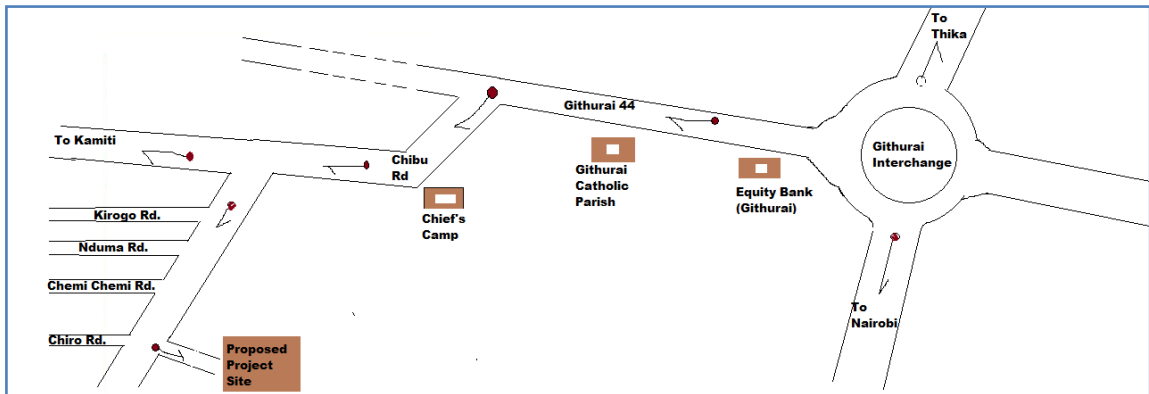 To
Thika
Githurai 44
To Kamiti
Chibu
Rd
Githurai
Interchange
Githurai
Catholic
Parish
Equity Bank
(Githurai)
Chief's
Camp
Kirogo Rd.
Nduma Rd.
Chemi Chemi Rd.
To
Nairobi
Chiro Rd.
Proposed
Project
Site